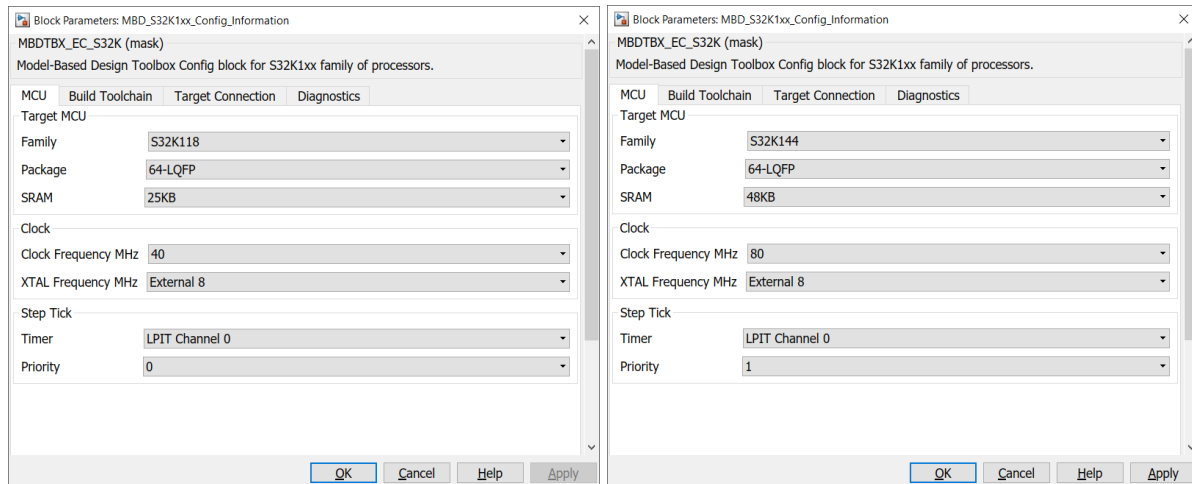 Block Parameters: MBD_S32K1xx_Config_Information
MBDTBX_EC_S32K (mask)
Model-Based Design Toolbox Config block for S32K1xx family of processors.
MCU Build Toolchain Target Connection Diagnostics
Target MCU
Family S32K118
Package 64-LQFP
SRAM 25KB
Clock
Clock Frequency MHz 40
XTAL Frequency MHz External 8
Step Tick
Timer LPIT Channel 0
Priority 0
OK Cancel Help Apply
Block Parameters: MBD_S32K1xx_Config_Information
MBDTBX_EC_S32K (mask)
Model-Based Design Toolbox Config block for S32K1xx family of processors.
MCU Build Toolchain Target Connection Diagnostics
Target MCU
Family S32K144
Package 64-LQFP
SRAM 48KB
Clock
Clock Frequency MHz 80
XTAL Frequency MHz External 8
Step Tick
Timer LPIT Channel 0
Priority 1
OK Cancel Help Apply